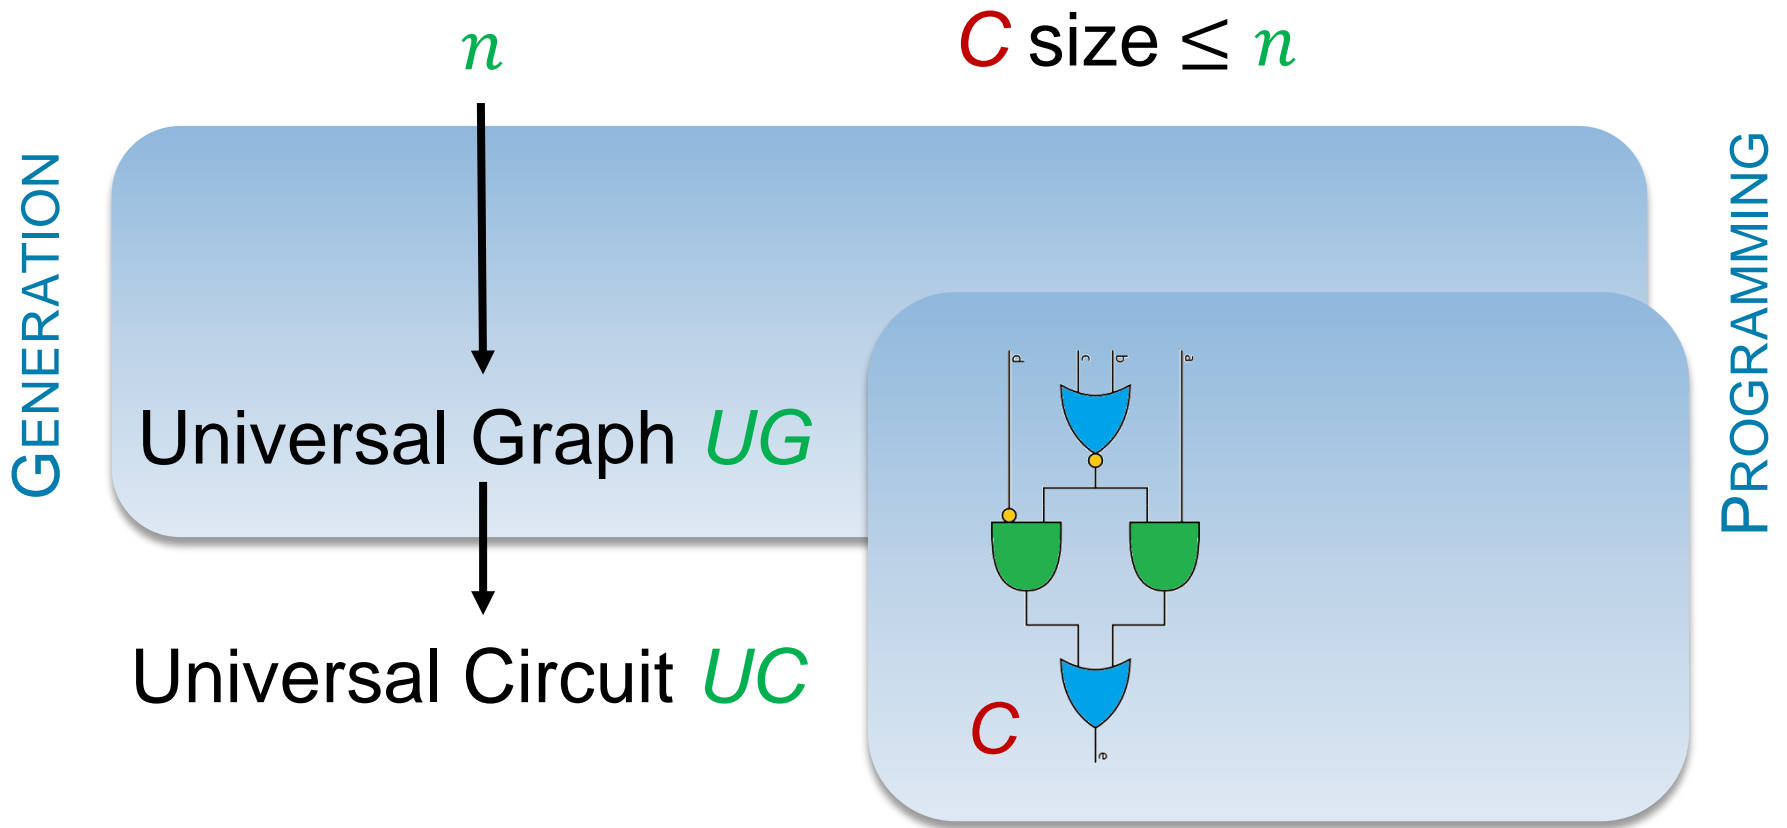 n
C size ≤ n
GENERATION
PROGRAMMING
d c b a
Universal Graph UG
Universal Circuit UC
C
e